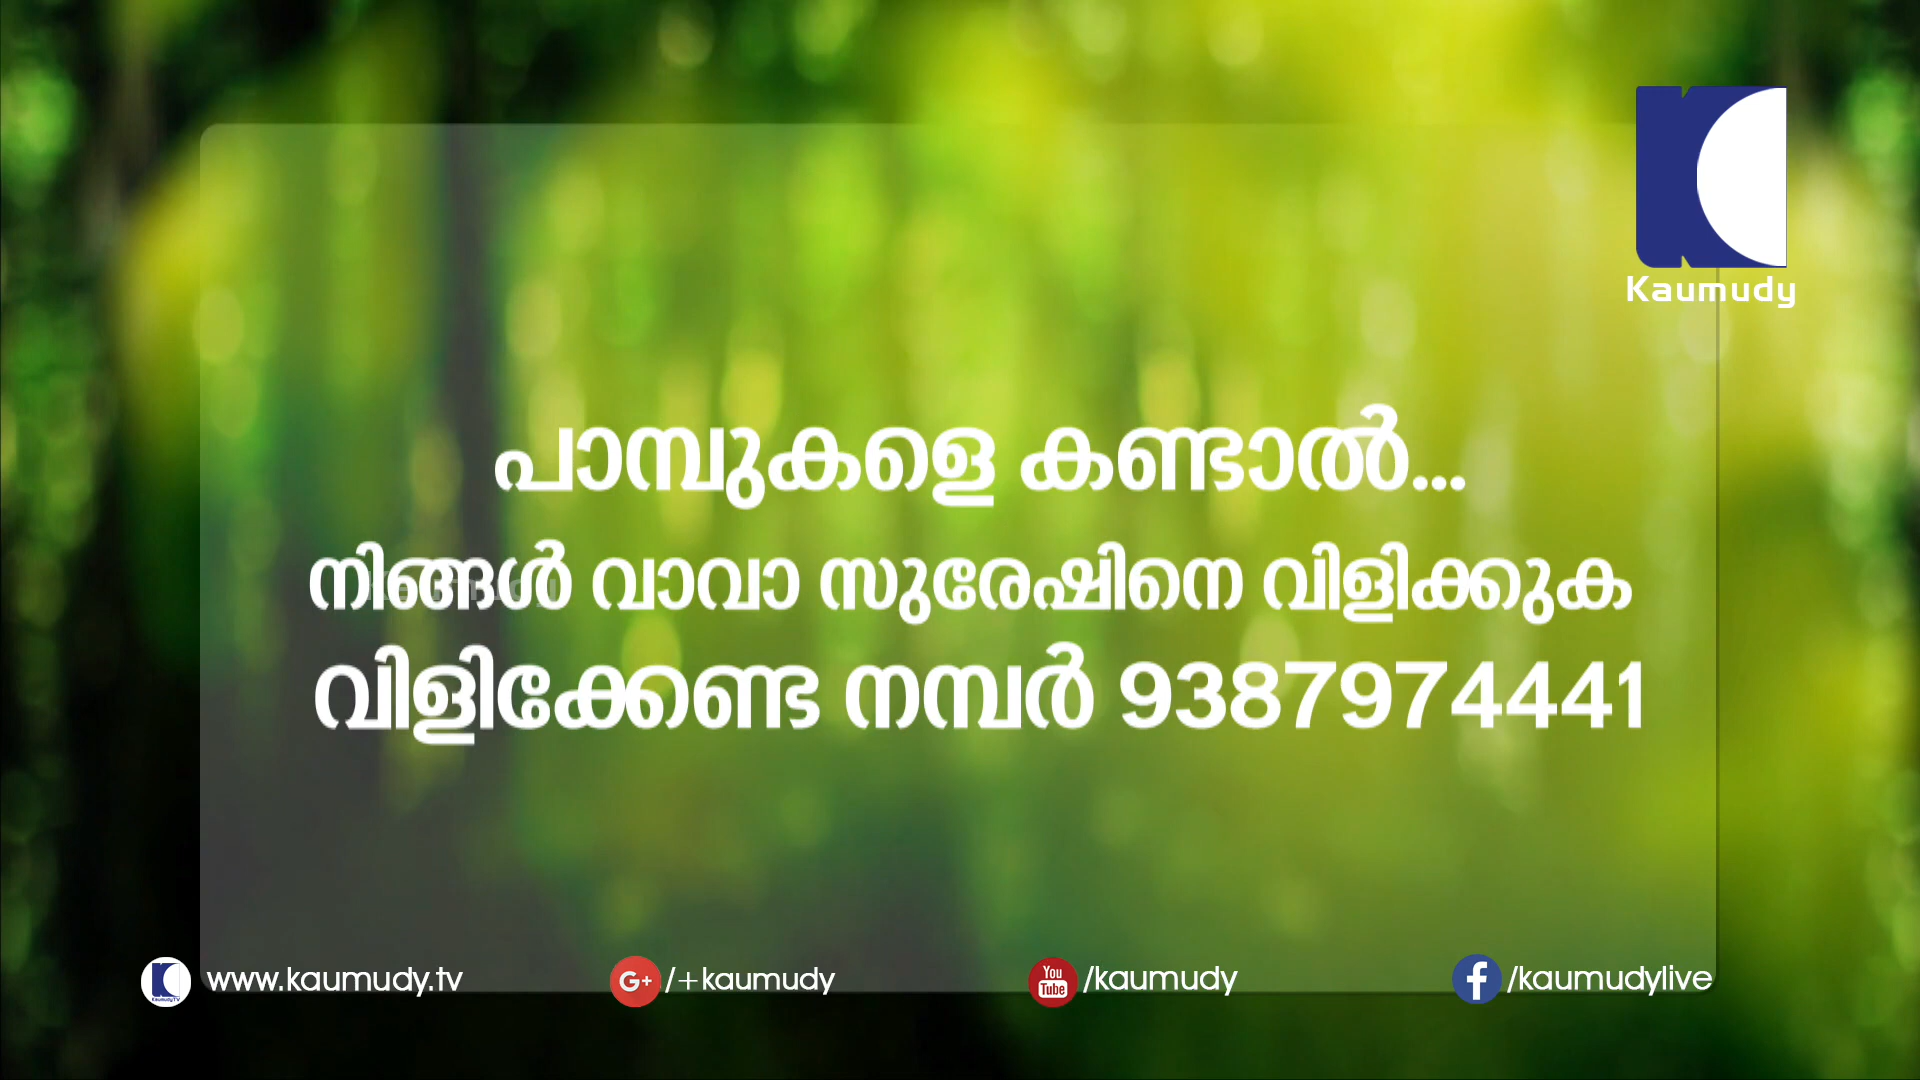 Kaumudy
പാമ്പുകളെ കണ്ടാൽ...
നിങ്ങൾ വാവാ സുരേഷിനെ വിളിക്കുക
വിളിക്കേണ്ട നമ്പർ 9387974441
www.kaumudy.tv
G+ /+kaumudy
You Tube /kaumudy
f /kaumudylive